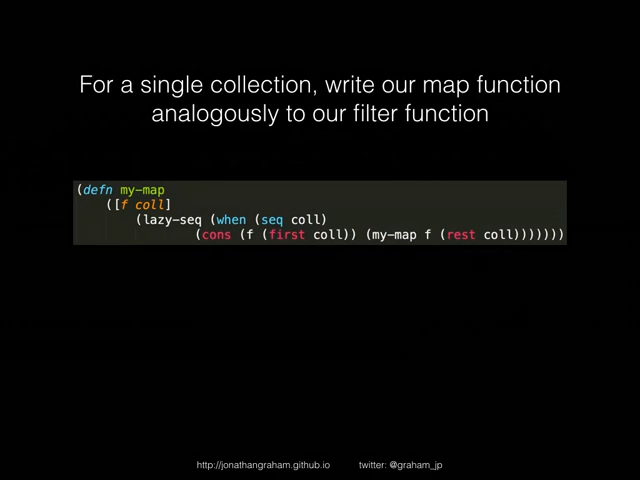 For a single collection, write our map function
analogously to our filter function
(defn my-map
([f coll]
(lazy-seq (when (seq coll)
(cons (f (first coll)) (my-map f (rest coll)))))))
http://jonathangraham.github.io twitter: @graham_jp